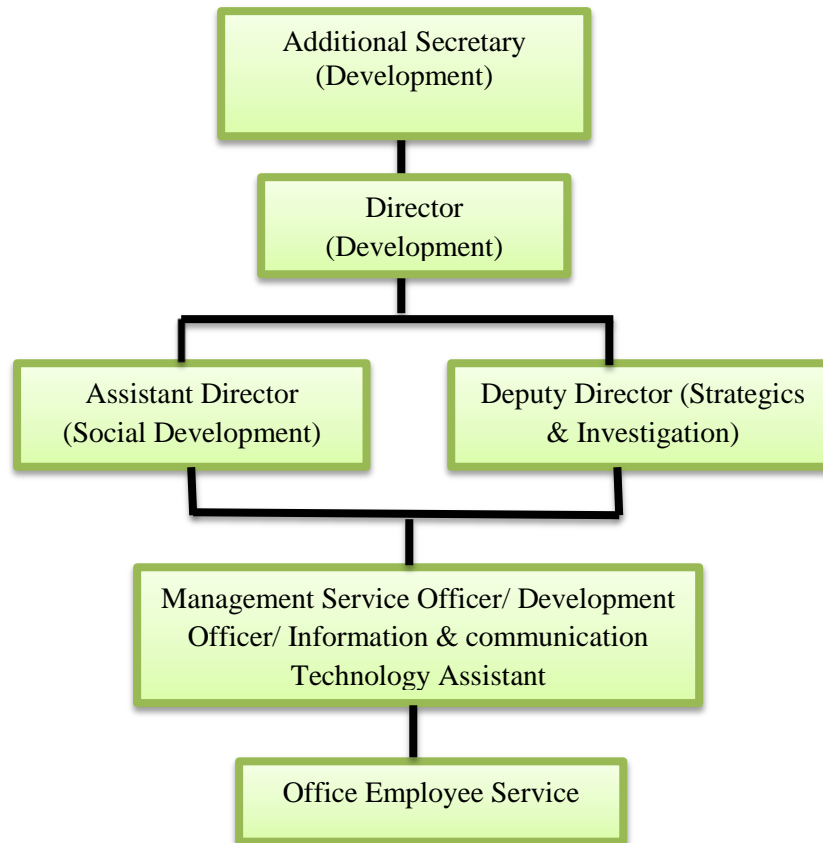 Additional Secretary
(Development)
Director
(Development)
Assistant Director
(Social Development)
Deputy Director (Strategics
& Investigation)
Management Service Officer/ Development
Officer/ Information & communication
Technology Assistant
Office Employee Service